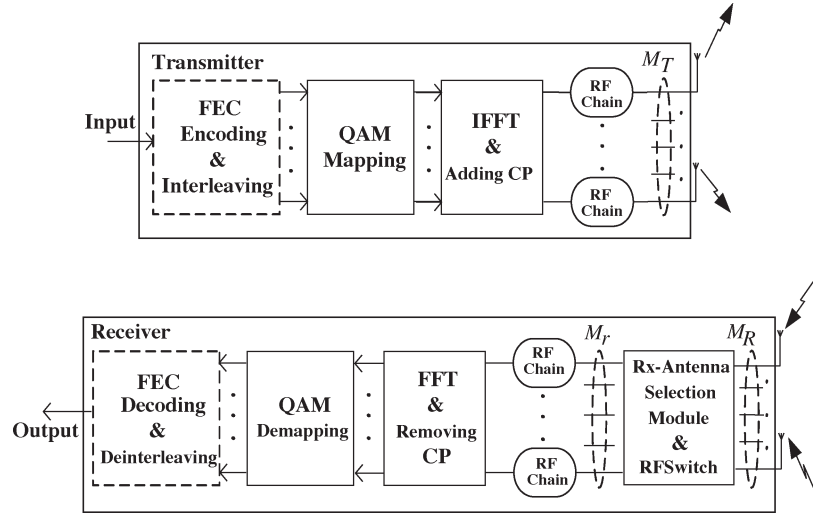 Transmitter
M_T
FEC
Encoding
&
Interleaving
QAM
Mapping
IFFT
&
Adding CP
RF
Chain
RF
Chain
Input
Receiver
M_r
M_R
FEC
Decoding
&
Deinterleaving
QAM
Demapping
FFT
&
Removing
CP
RF
Chain
RF
Chain
Rx-Antenna
Selection
Module
&
RFSwitch
Output